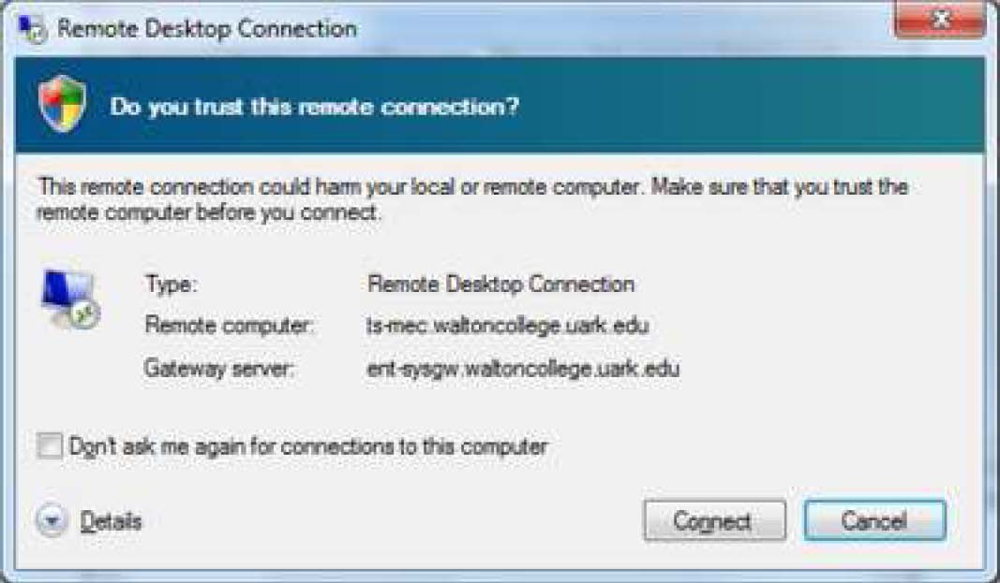 Remote Desktop Connection
Do you trust this remote connection?
This remote connection could harm your local or remote computer. Make sure that you trust the
remote computer before you connect.
Type: Remote Desktop Connection
Remote computer: ts-mec.waltoncollege.uark.edu
Gateway server: ent-sysgw.waltoncollege.uark.edu
Don't ask me again for connections to this computer
Details Connect Cancel